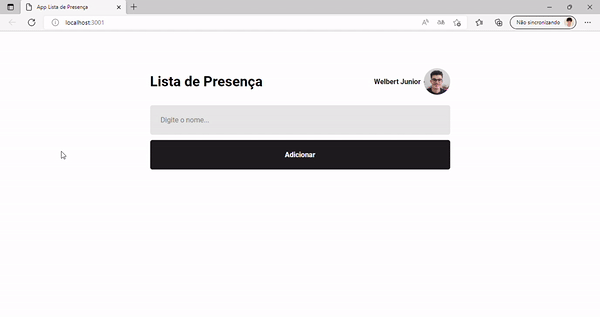 App Lista de Presença
localhost:3001
Não sincronizando
Lista de Presença
Welbert Junior
Digite o nome...
Adicionar